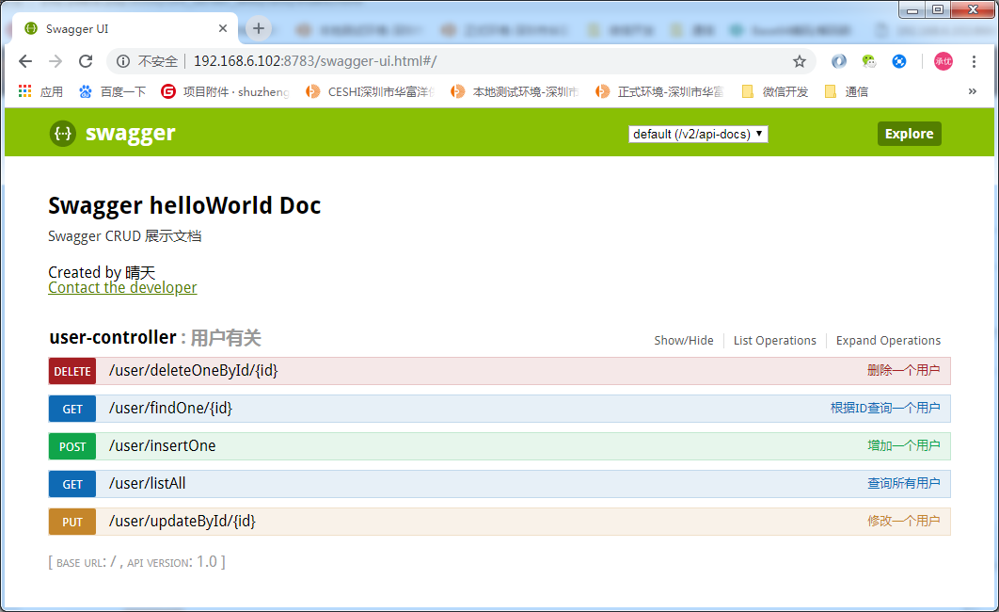 Swagger UI
不安全 192.168.6.102:8783/swagger-ui.html#/
承优
应用 百度一下 项目附件 · shuzheng CESHI深圳市华富洋 本地测试环境-深圳市 正式环境-深圳市华富 微信开发 通信 »
swagger default (/v2/api-docs) Explore
Swagger helloWorld Doc
Swagger CRUD 展示文档
Created by 晴天
Contact the developer
user-controller : 用户有关 Show/Hide List Operations Expand Operations
DELETE /user/deleteOneById/{id} 删除一个用户
GET /user/findOne/{id} 根据ID查询一个用户
POST /user/insertOne 增加一个用户
GET /user/listAll 查询所有用户
PUT /user/updateById/{id} 修改一个用户
[ BASE URL: / , API VERSION: 1.0 ]